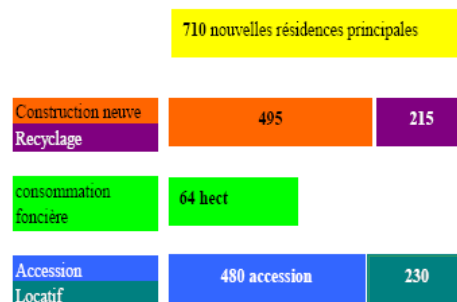 710 nouvelles résidences principales
Construction neuve
Recyclage
495
215
consommation
foncière
64 hect
Accession
Locatif
480 accession
230